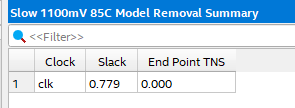 Slow 1100mV 85C Model Removal Summary
<<Filter>>
Clock Slack End Point TNS
1 clk 0.779 0.000